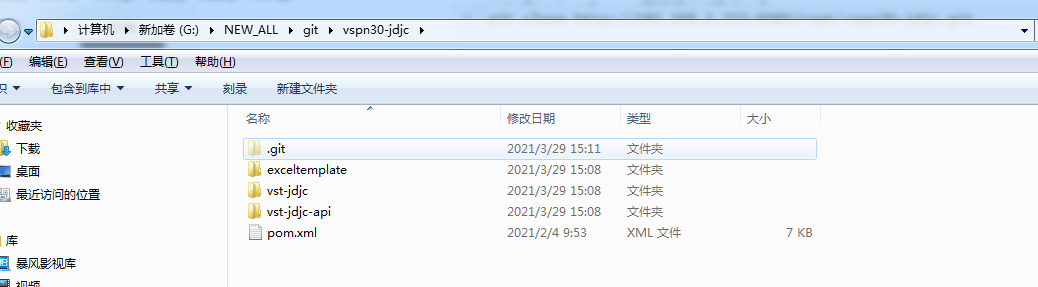 计算机 ▸ 新加卷 (G:) ▸ NEW_ALL ▸ git ▸ vspn30-jdjc ▸
(F) 编辑(E) 查看(V) 工具(T) 帮助(H)
包含到库中 共享 刻录 新建文件夹
名称 修改日期 类型 大小
收藏夹
下载
桌面
最近访问的位置
库
暴风影视库
视频
.git 2021/3/29 15:11 文件夹
exceltemplate 2021/3/29 15:08 文件夹
vst-jdjc 2021/3/29 15:08 文件夹
vst-jdjc-api 2021/3/29 15:08 文件夹
pom.xml 2021/2/4 9:53 XML 文件 7 KB